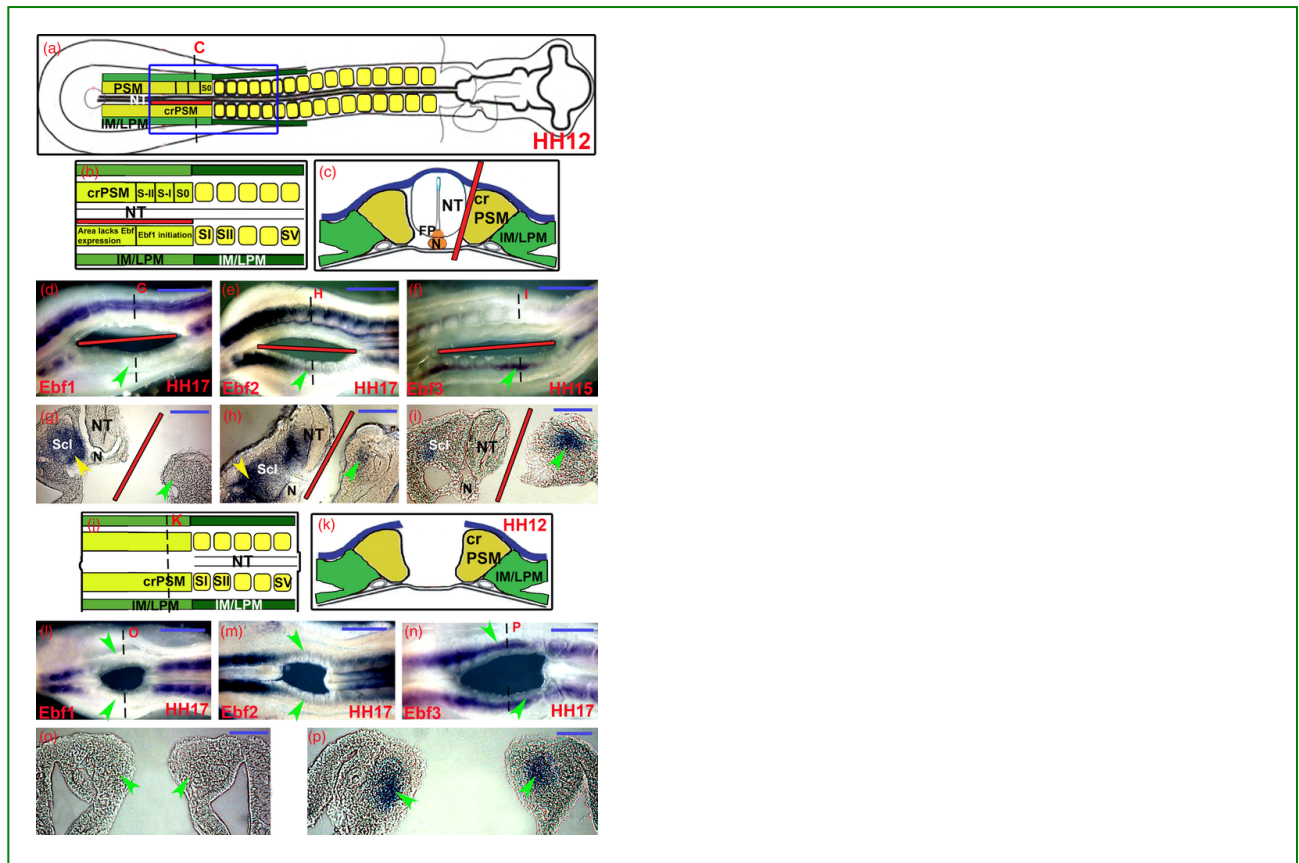 (a)
C
PSM
S0
NT
crPSM
IM/LPM
HH12
(b)
crPSM S-II S-I S0
NT
Area lacks Ebf expression
Ebf1 initiation
SI SII SV
IM/LPM IM/LPM
(c)
NT
cr
PSM
FP
N
IM/LPM
(d)
G
Ebf1 HH17
(e)
H
Ebf2 HH17
(f)
I
Ebf3 HH15
(g)
NT
Scl
N
(h)
NT
Scl
N
(i)
Scl
NT
N
(j)
K
NT
crPSM SI SII SV
IM/LPM IM/LPM
(k)
HH12
cr
PSM
IM/LPM
(l)
O
Ebf1 HH17
(m)
Ebf2 HH17
(n)
P
Ebf3 HH17
(o)
(p)